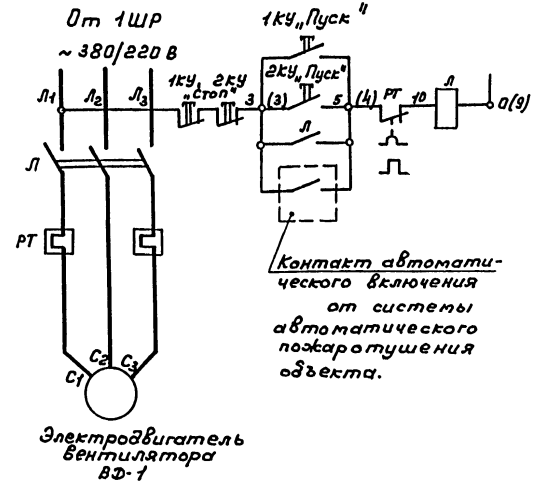 От 1ШР
~ 380/220 В
1КУ„Пуск"
2КУ„Пуск"
1КУ 2КУ
„Стоп"
Л1 Л2 Л3
3 (3) 5 (4) РТ 10 Л а(9)
Л
Л
РТ
С1 С2 С3
Контакт автомати-
ческого включения
от системы
автоматического
пожаротушения
объекта.
Электродвигатель
вентилятора
ВД-1